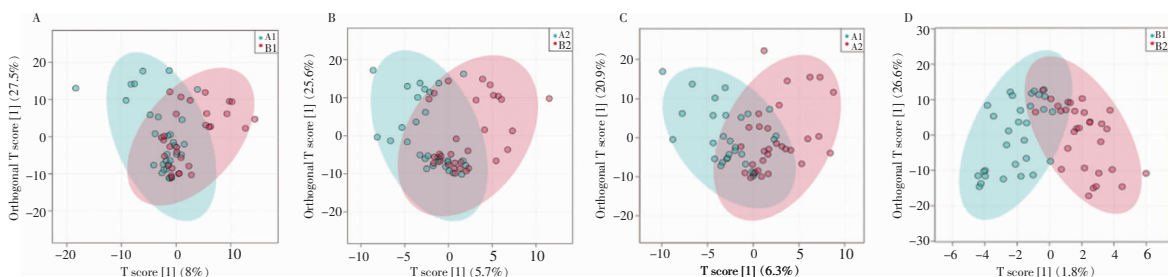 A
A1
B1
Orthogonal T score [1] (27.5%)
20
10
0
-10
-20
-20
-10
0
10
T score [1] (8%)
B
A2
B2
Orthogonal T score [1] (25.6%)
20
10
0
-10
-20
-10
-5
0
5
10
T score [1] (5.7%)
C
A1
A2
Orthogonal T score [1] (20.9%)
20
10
0
-10
-20
-10
-5
0
5
10
T score [1] (6.3%)
D
B1
B2
Orthogonal T score [1] (26.6%)
30
20
10
0
-10
-20
-30
-6
-4
-2
0
2
4
6
T score [1] (1.8%)